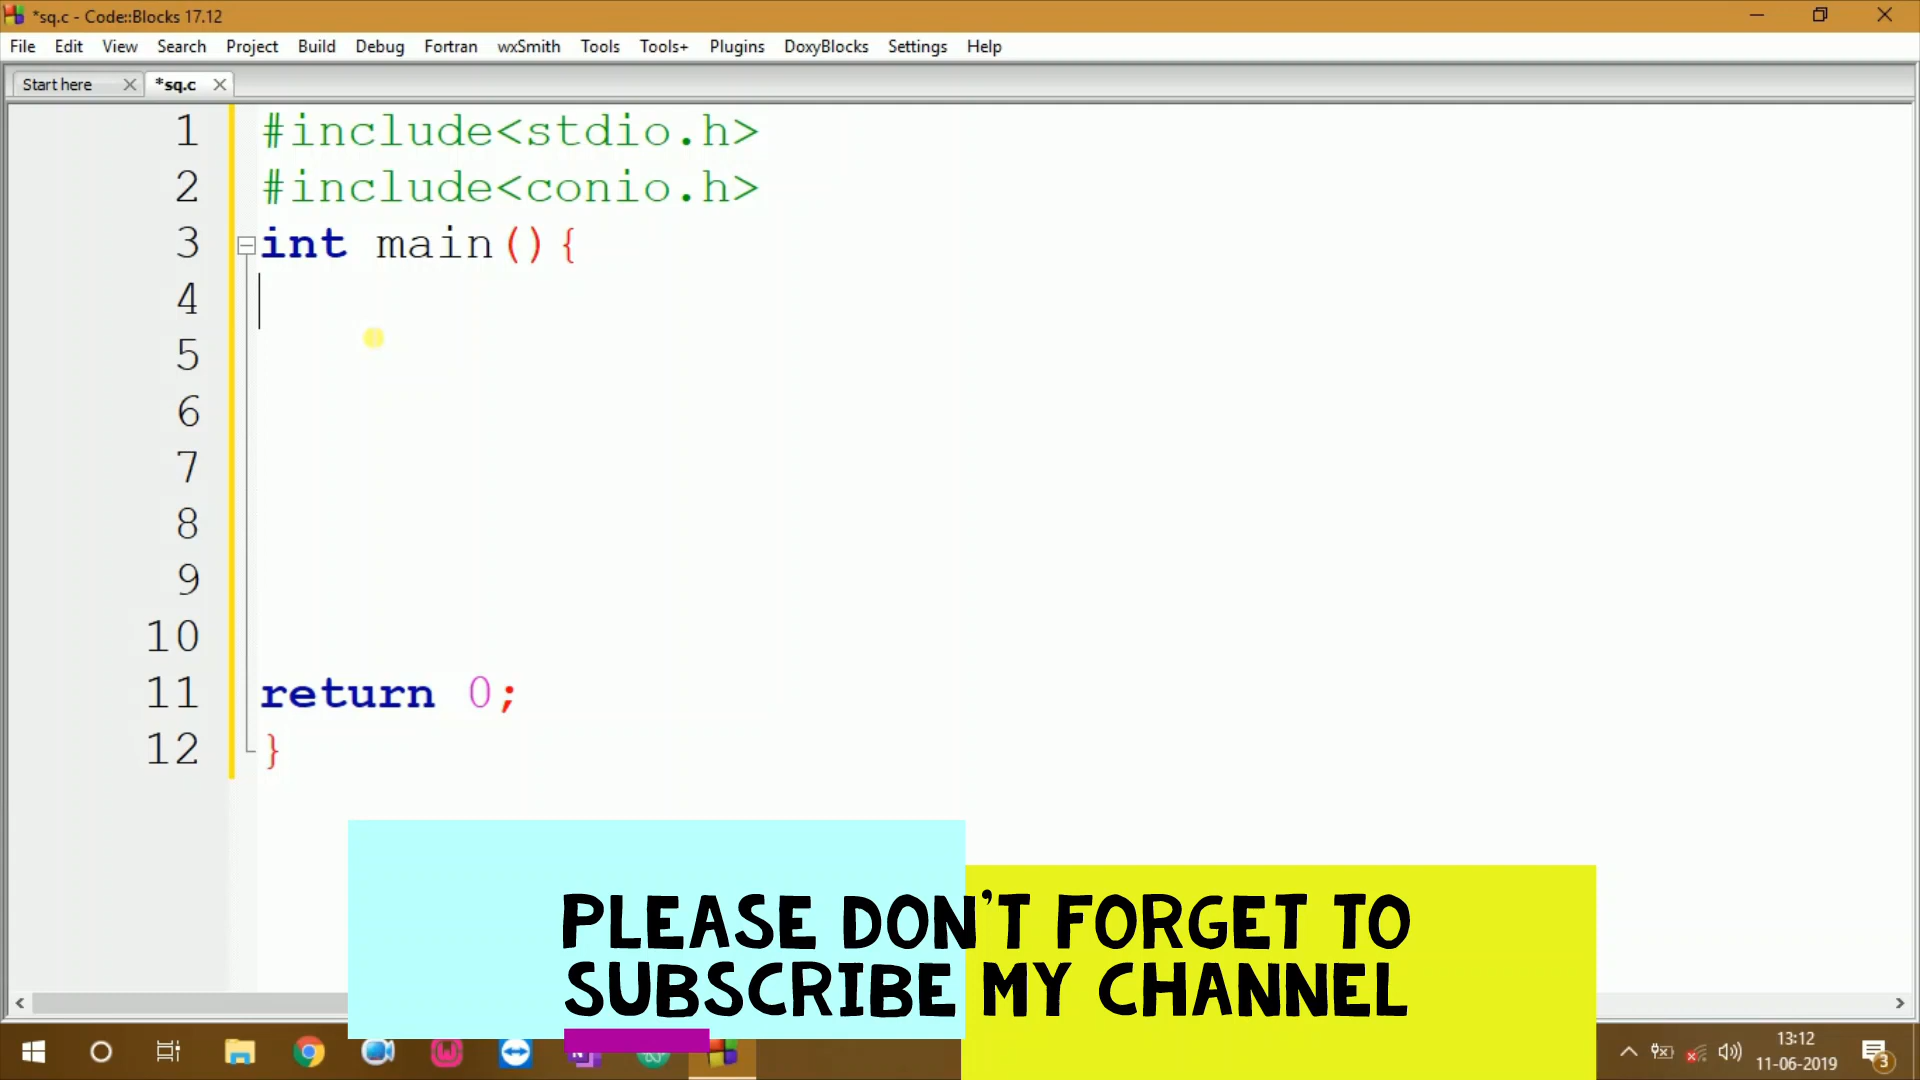 *sq.c - Code::Blocks 17.12
File Edit View Search Project Build Debug Fortran wxSmith Tools Tools+ Plugins DoxyBlocks Settings Help
Start here *sq.c
1 #include<stdio.h>
2 #include<conio.h>
3 int main(){
4
5
6
7
8
9
10
11 return 0;
12 }
PLEASE DON'T FORGET TO
SUBSCRIBE MY CHANNEL
13:12
11-06-2019
3